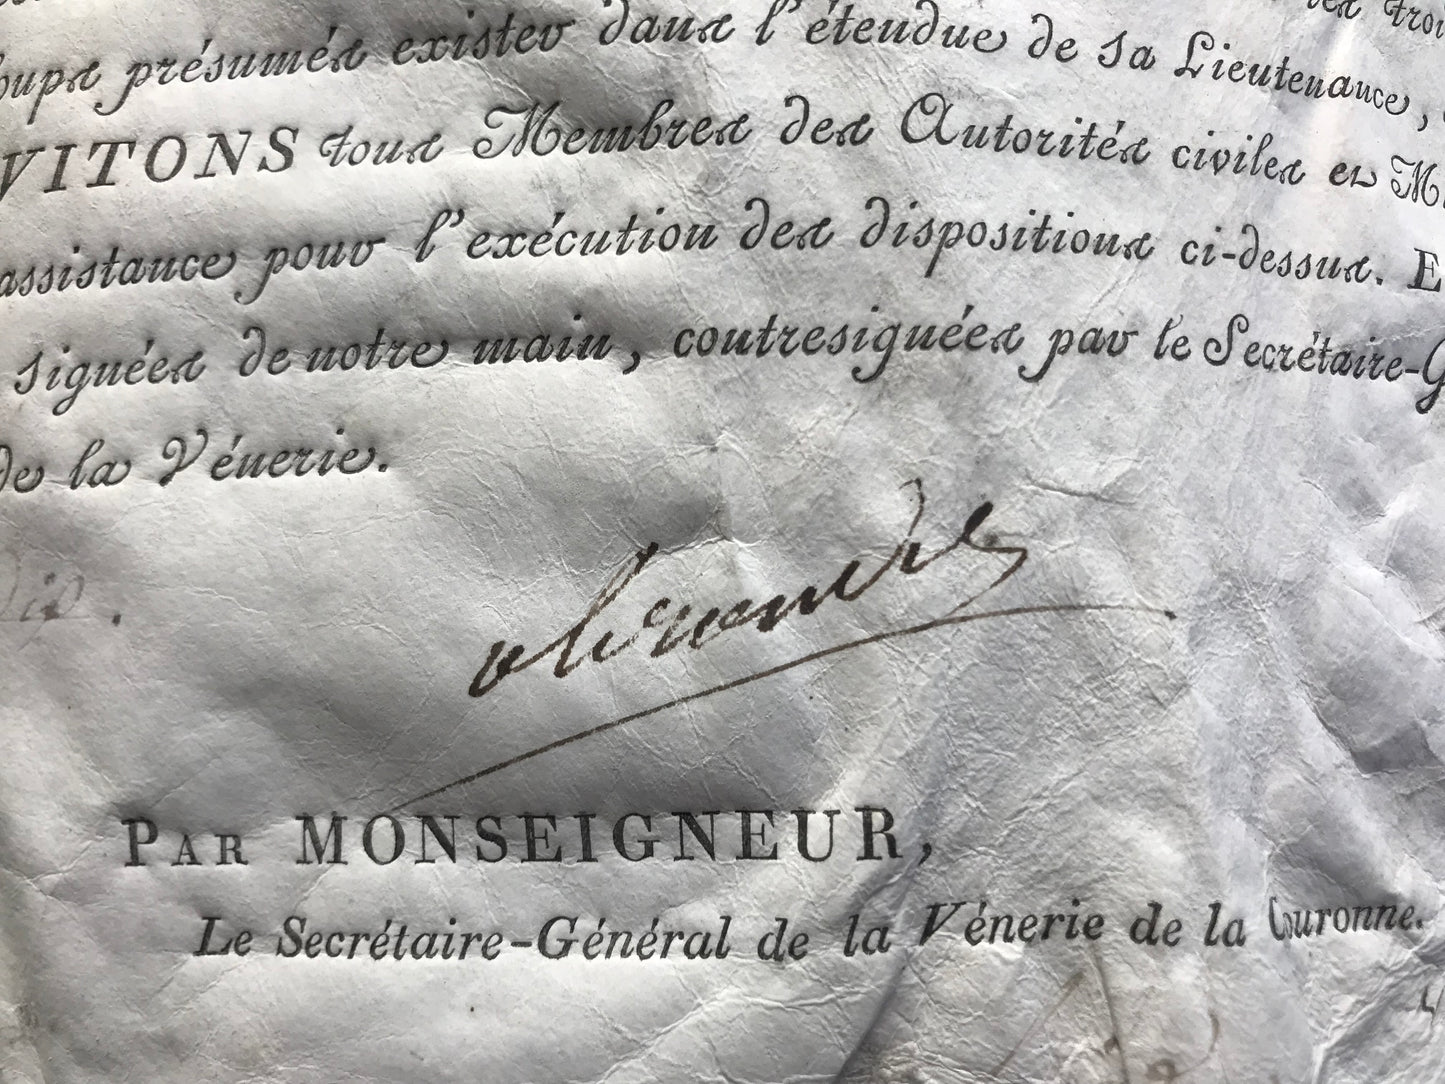 présumés exister dans l'étendue de sa Lieutenance,
VITONS tous Membres des Autorités civiles et
assistance pour l'exécution des dispositions ci-dessus. E
signées de notre main, contresignées par le Secrétaire-G
de la Vénerie.
alexandre
PAR MONSEIGNEUR,
Le Secrétaire-Général de la Vénerie de la Couronne.